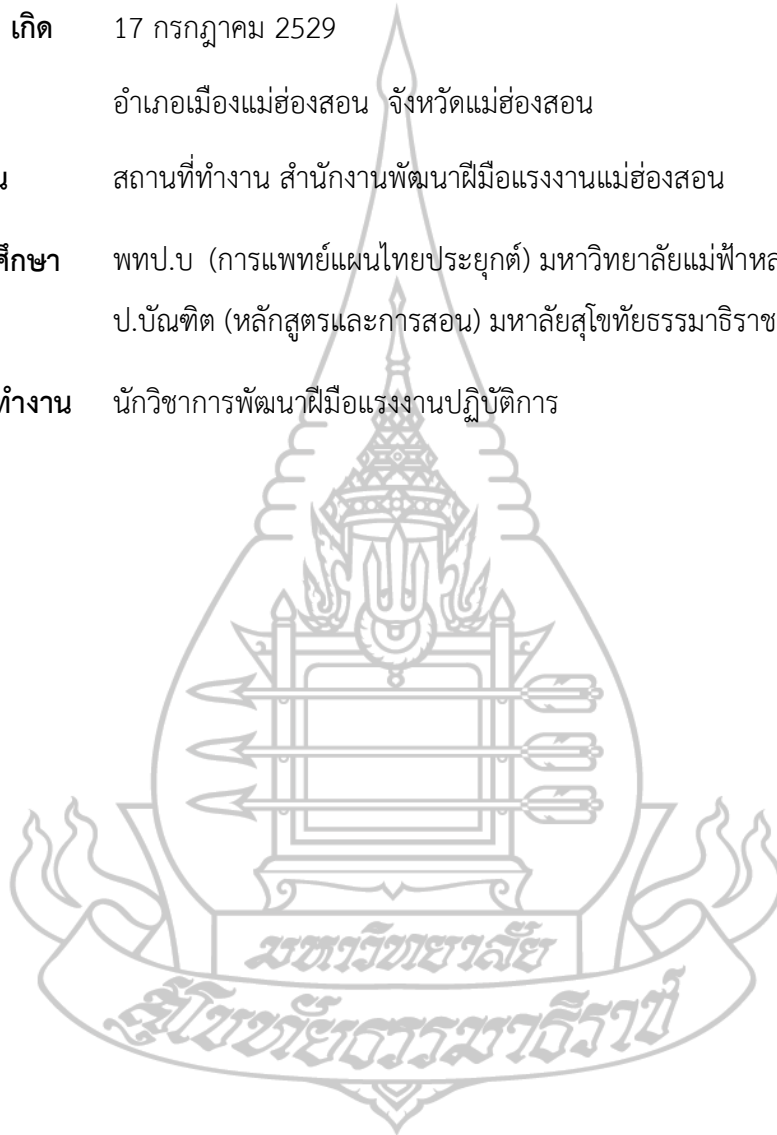 เกิด 17 กรกฎาคม 2529
อำเภอเมืองแม่ฮ่องสอน จังหวัดแม่ฮ่องสอน
สถานที่ทำงาน สำนักงานพัฒนาฝีมือแรงงานแม่ฮ่องสอน
พทป.บ (การแพทย์แผนไทยประยุกต์) มหาวิทยาลัยแม่ฟ้า
ป.บัณฑิต (หลักสูตรและการสอน) มหาลัยสุโขทัยธรรมาธิราช
ทำงาน นักวิชาการพัฒนาฝีมือแรงงานปฏิบัติการ
มหาวิทยาลัย
สุโขทัยธรรมาธิราช